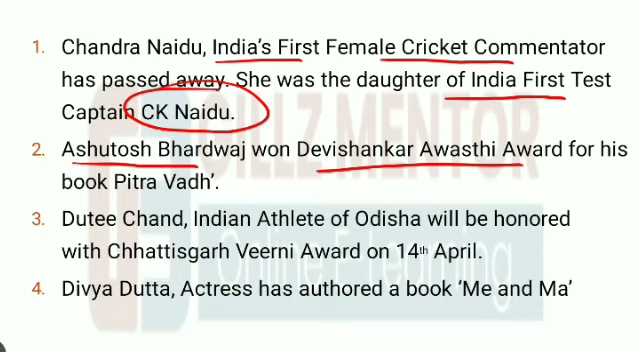 1. Chandra Naidu, India's First Female Cricket Commentator
has passed away. She was the daughter of India First Test
Captain CK Naidu.
2. Ashutosh Bhardwaj won Devishankar Awasthi Award for his
book Pitra Vadh'.
3. Dutee Chand, Indian Athlete of Odisha will be honored
with Chhattisgarh Veerni Award on 14th April.
4. Divya Dutta, Actress has authored a book 'Me and Ma'